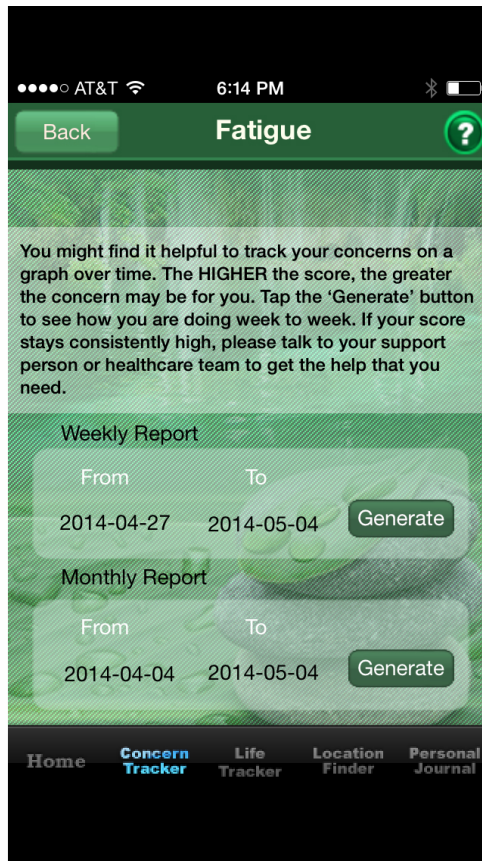 AT&T 6:14 PM
Back Fatigue ?
You might find it helpful to track your concerns on a
graph over time. The HIGHER the score, the greater
the concern may be for you. Tap the ‘Generate’ button
to see how you are doing week to week. If your score
stays consistently high, please talk to your support
person or healthcare team to get the help that you
need.
Weekly Report
From To
2014-04-27 2014-05-04 Generate
Monthly Report
From To
2014-04-04 2014-05-04 Generate
Home Concern Life Location Personal
Tracker Tracker Finder Journal